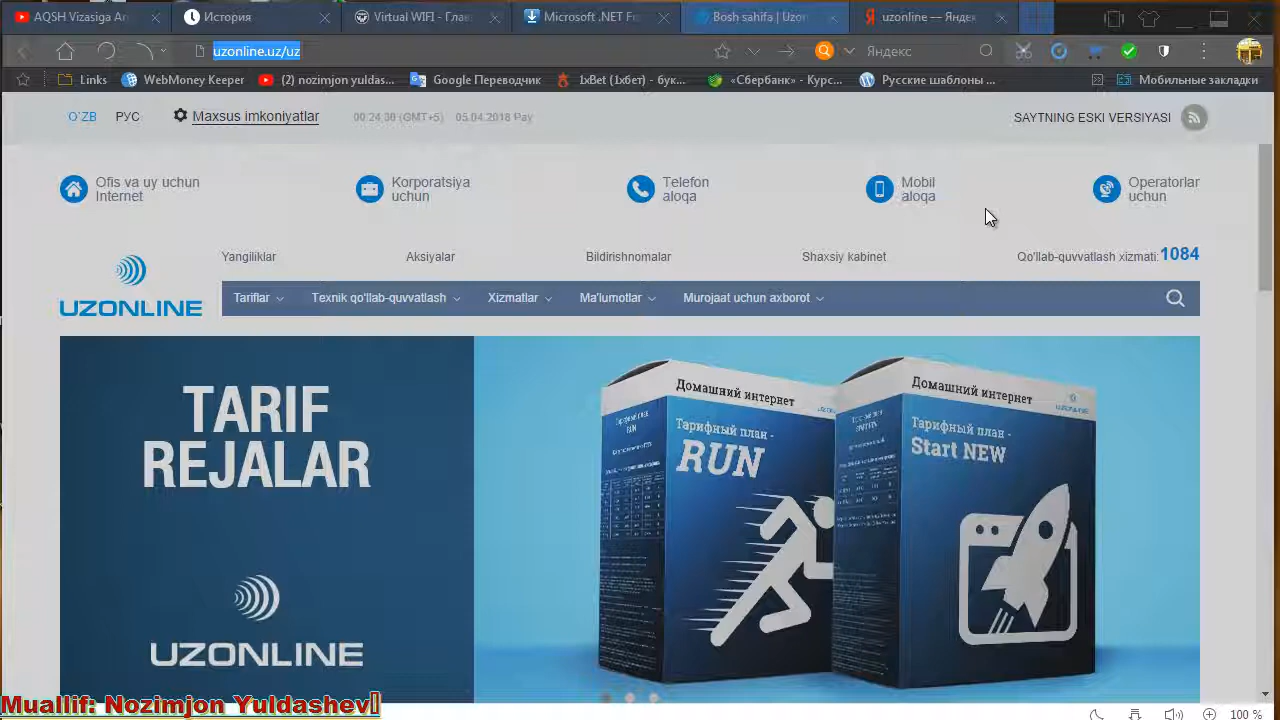 AQSH Vizasiga Ar
История
Virtual WIFI - Глав
Microsoft .NET Fr
Bosh sahifa | Uzon
uzonline — Яндек
uzonline.uz/uz
Яндекс
Links
WebMoney Keeper
(2) nozimjon yuldas...
Google Переводчик
1xBet (1хбет) - бук...
«Сбербанк» - Курс...
Русские шаблоны ...
Мобильные закладки
O`ZB
РУС
Maxsus imkoniyatlar
00:24:30 (GMT+5)
05.04.2018 Pay
SAYTNING ESKI VERSIYASI
Ofis va uy uchun
Internet
Korporatsiya
uchun
Telefon
aloqa
Mobil
aloqa
Operatorlar
uchun
Yangiliklar
Aksiyalar
Bildirishnomalar
Shaxsiy kabinet
Qo'llab-quvvatlash xizmati: 1084
UZONLINE
Tariflar
Texnik qo'llab-quvvatlash
Xizmatlar
Ma'lumotlar
Murojaat uchun axborot
TARIF
REJALAR
UZONLINE
Домашний интернет
Тарифный план -
RUN
Домашний интернет
UZONLINE
Тарифный план -
Start NEW
Muallif: Nozimjon Yuldashev
100 %